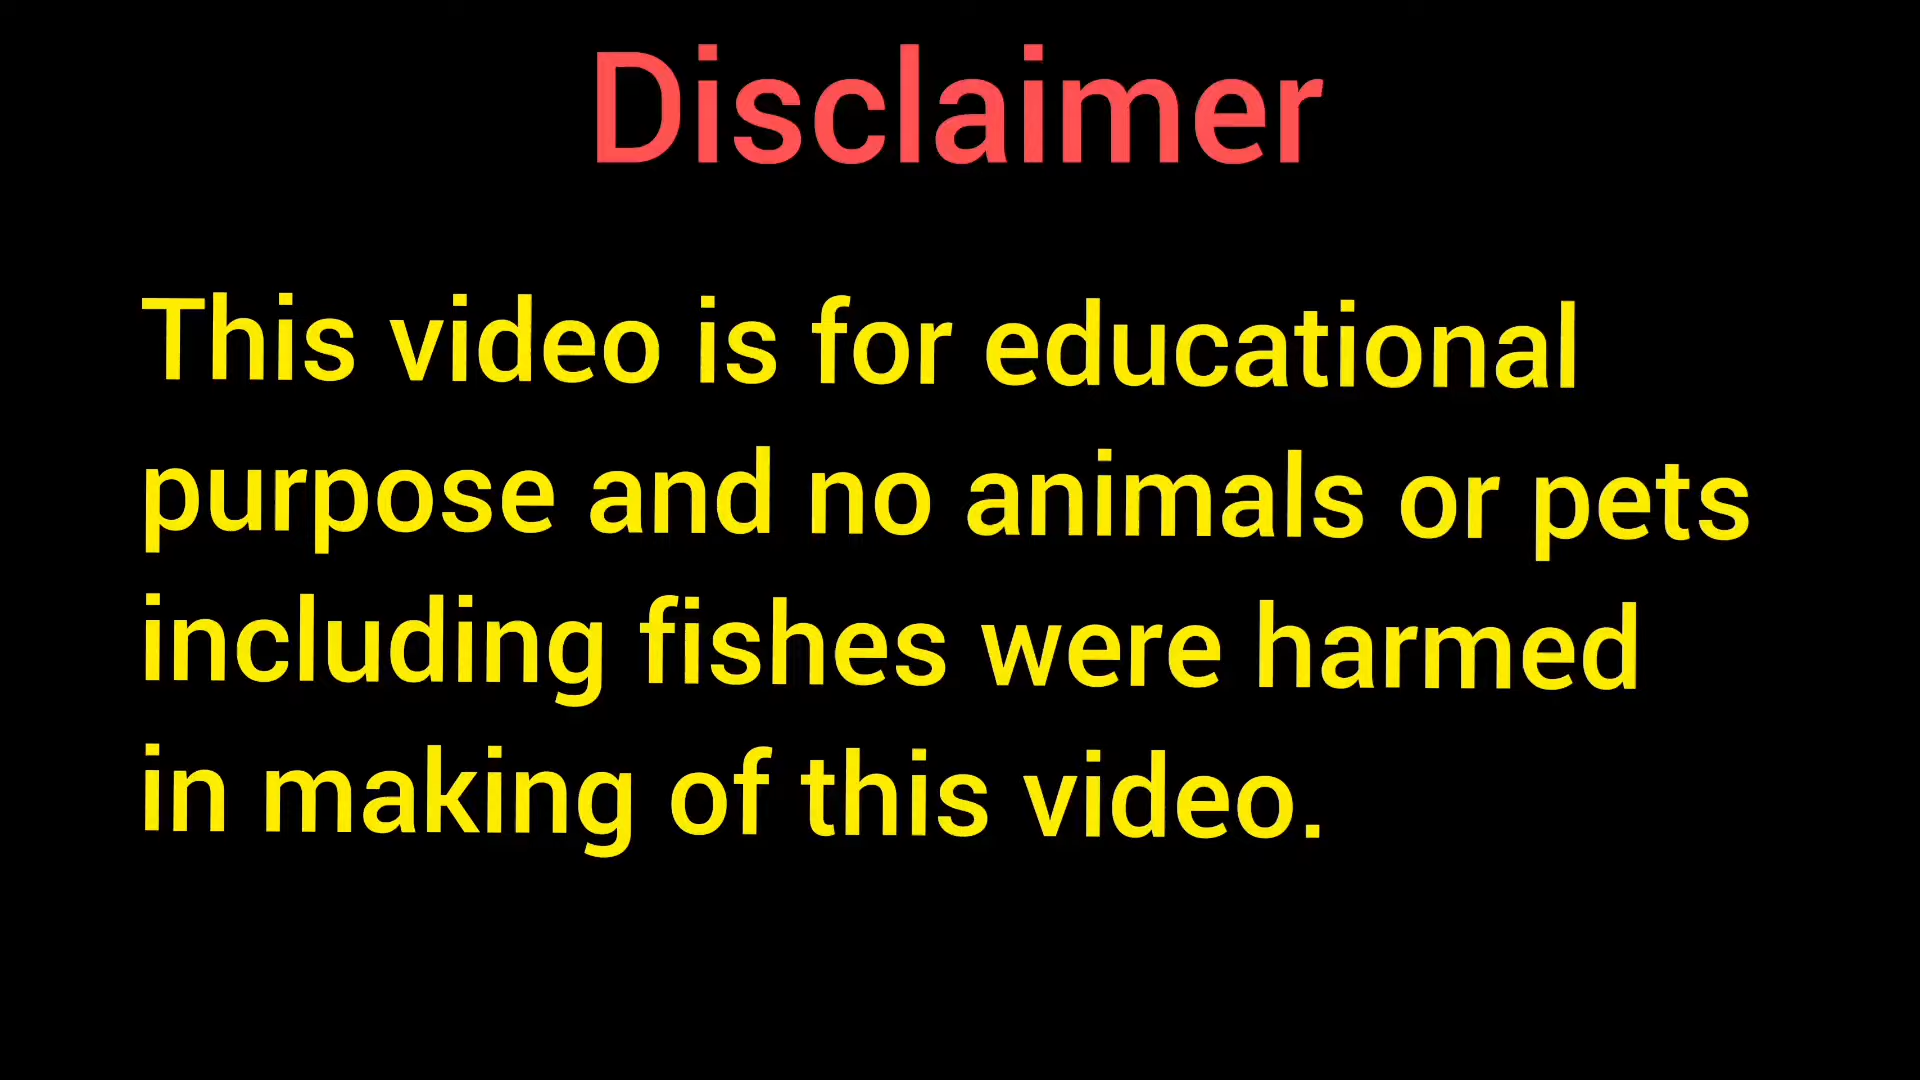 Disclaimer
This video is for educational
purpose and no animals or pets
including fishes were harmed
in making of this video.